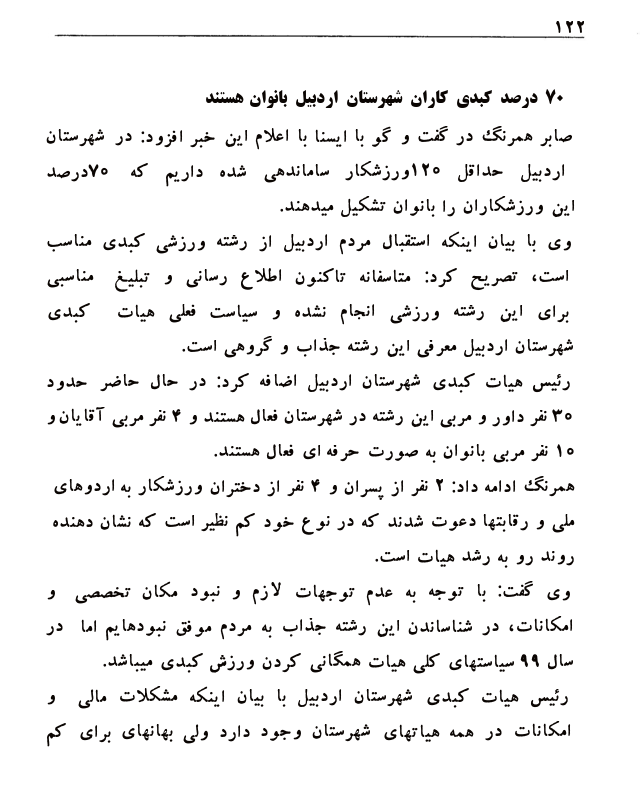 ۱۲۲
۷۰ درصد کبدی کاران شهرستان اردبیل بانوان هستند
صابر همرنگ در گفت و گو با ایسنا با اعلام این خبر افزود: در شهرستان
اردبیل حداقل ۱۲۰ورزشکار ساماندهی شده داریم که ۷۰درصد
این ورزشکاران را بانوان تشکیل میدهند.
وی با بیان اینکه استقبال مردم اردبیل از رشته ورزشی کبدی مناسب
است، تصریح کرد: متاسفانه تاکنون اطلاع رسانی و تبلیغ مناسبی
برای این رشته ورزشی انجام نشده و سیاست فعلی هیات کبدی
شهرستان اردبیل معرفی این رشته جذاب و گروهی است.
رئیس هیات کبدی شهرستان اردبیل اضافه کرد: در حال حاضر حدود
۳۰ نفر داور و مربی این رشته در شهرستان فعال هستند و ۴ نفر مربی آقایان و
۱۰ نفر مربی بانوان به صورت حرفه ای فعال هستند.
همرنگ ادامه داد: ۲ نفر از پسران و ۴ نفر از دختران ورزشکار به اردوهای
ملی و رقابتها دعوت شدند که در نوع خود کم نظیر است که نشان دهنده
روند رو به رشد هیات است.
وی گفت: با توجه به عدم توجهات لازم و نبود مکان تخصصی و
امکانات، در شناساندن این رشته جذاب به مردم موفق نبودهایم اما در
سال ۹۹ سیاستهای کلی هیات همگانی کردن ورزش کبدی میباشد.
رئیس هیات کبدی شهرستان اردبیل با بیان اینکه مشکلات مالی و
امکانات در همه هیاتهای شهرستان وجود دارد ولی بهانهای برای کم